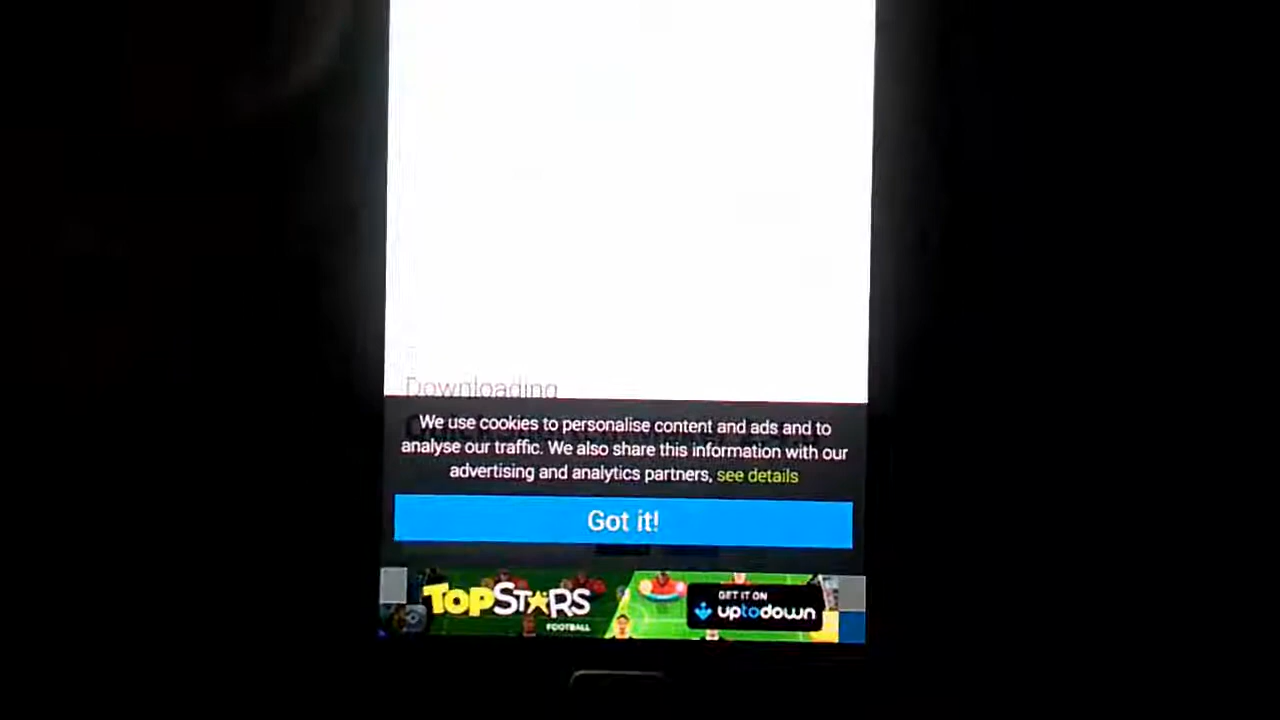 Downloading
We use cookies to personalise content and ads and to
analyse our traffic. We also share this information with our
advertising and analytics partners, see details
Got it!
TOPSTARS
FOOTBALL
GET IT ON
uptodown